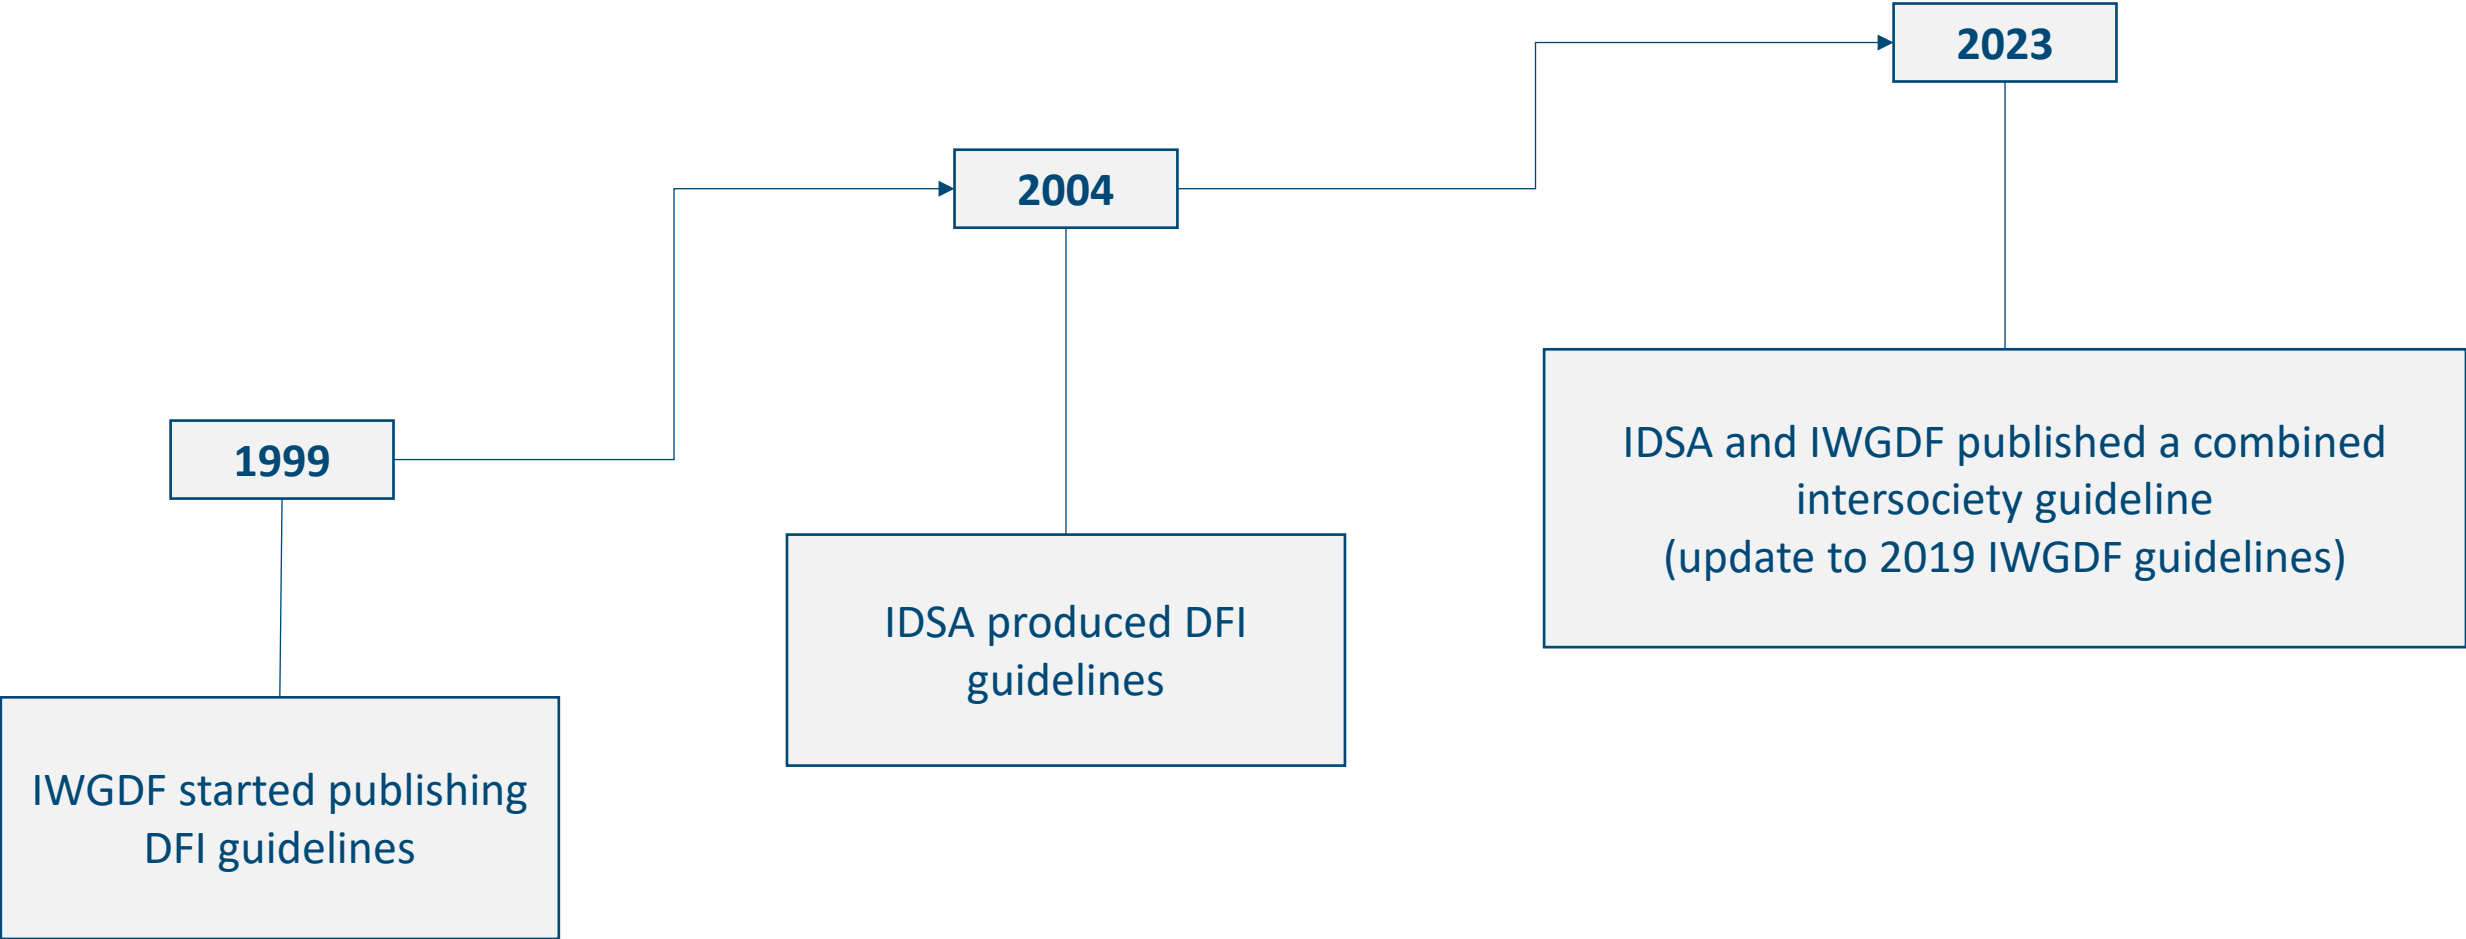 1999
IWGDF started publishing
DFI guidelines
2004
IDSA produced DFI
guidelines
2023
IDSA and IWGDF published a combined
intersociety guideline
(update to 2019 IWGDF guidelines)